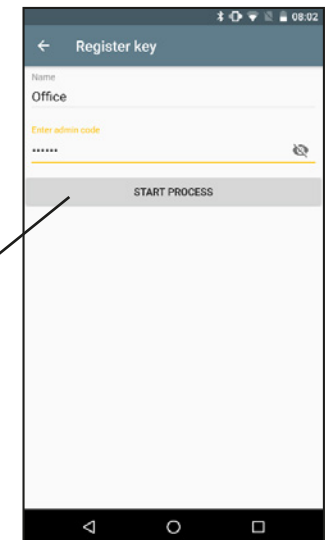 08:02
Register key
Name
Office
Enter admin code
••••••
START PROCESS